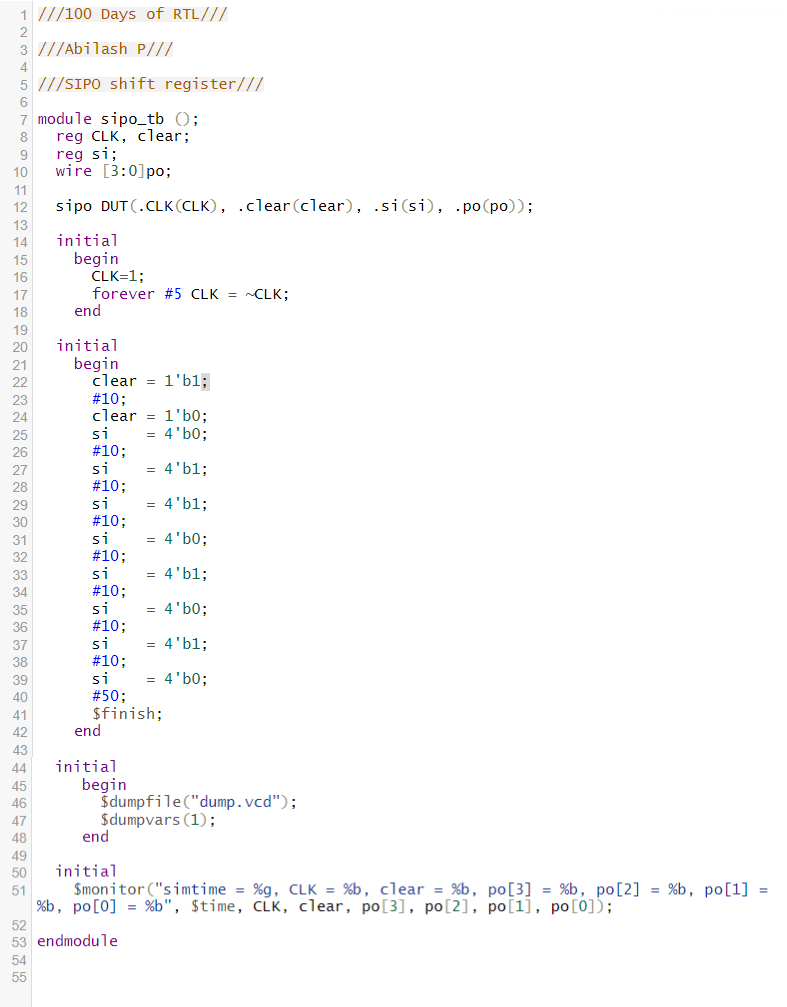 1 ///100 Days of RTL///
2
3 ///Abilash P///
4
5 ///SIPO shift register///
6
7 module sipo_tb ();
8   reg CLK, clear;
9   reg si;
10   wire [3:0]po;
11
12   sipo DUT(.CLK(CLK), .clear(clear), .si(si), .po(po));
13
14   initial
15     begin
16       CLK=1;
17       forever #5 CLK = ~CLK;
18     end
19
20   initial
21     begin
22       clear = 1'b1;
23       #10;
24       clear = 1'b0;
25       si    = 4'b0;
26       #10;
27       si    = 4'b1;
28       #10;
29       si    = 4'b1;
30       #10;
31       si    = 4'b0;
32       #10;
33       si    = 4'b1;
34       #10;
35       si    = 4'b0;
36       #10;
37       si    = 4'b1;
38       #10;
39       si    = 4'b0;
40       #50;
41       $finish;
42     end
43
44   initial
45      begin
46        $dumpfile("dump.vcd");
47        $dumpvars(1);
48      end
49
50   initial
51     $monitor("simtime = %g, CLK = %b, clear = %b, po[3] = %b, po[2] = %b, po[1] =
%b, po[0] = %b", $time, CLK, clear, po[3], po[2], po[1], po[0]);
52
53 endmodule
54
55